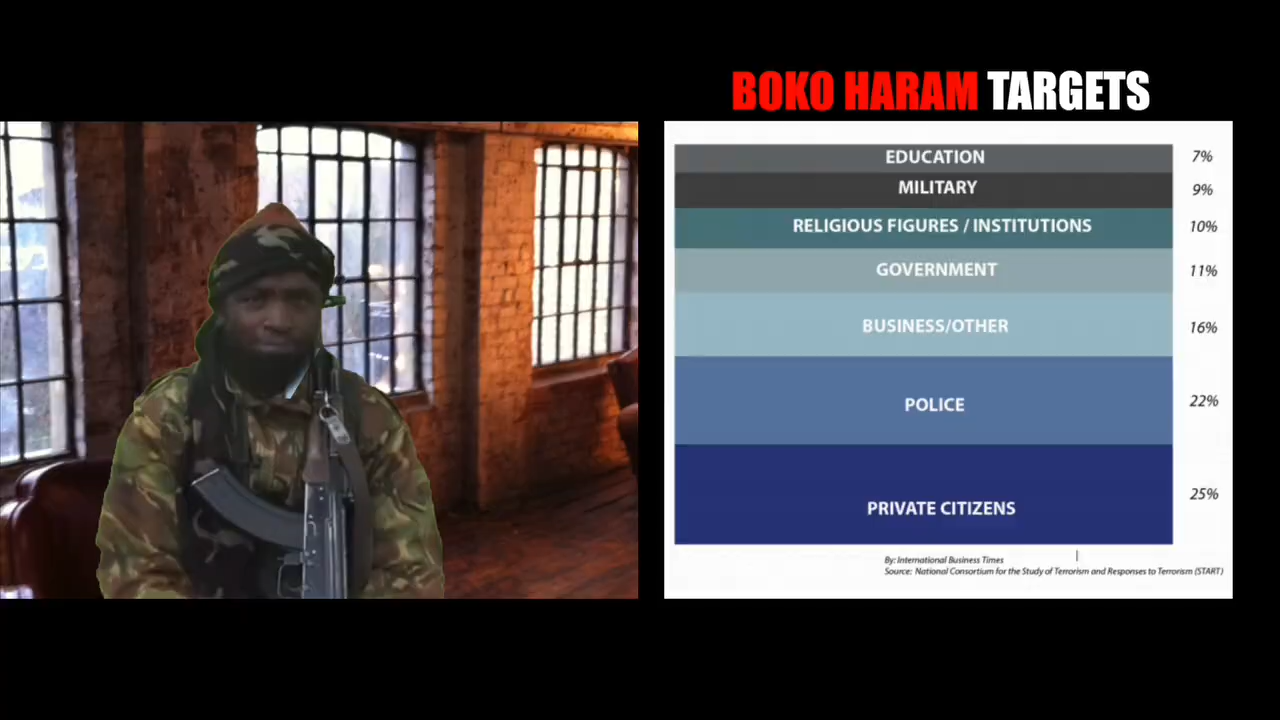 BOKO HARAM TARGETS
EDUCATION 7%
MILITARY 9%
RELIGIOUS FIGURES / INSTITUTIONS 10%
GOVERNMENT 11%
BUSINESS/OTHER 16%
POLICE 22%
PRIVATE CITIZENS 25%
By: International Business Times
Source: National Consortium for the Study of Terrorism and Responses to Terrorism (START)